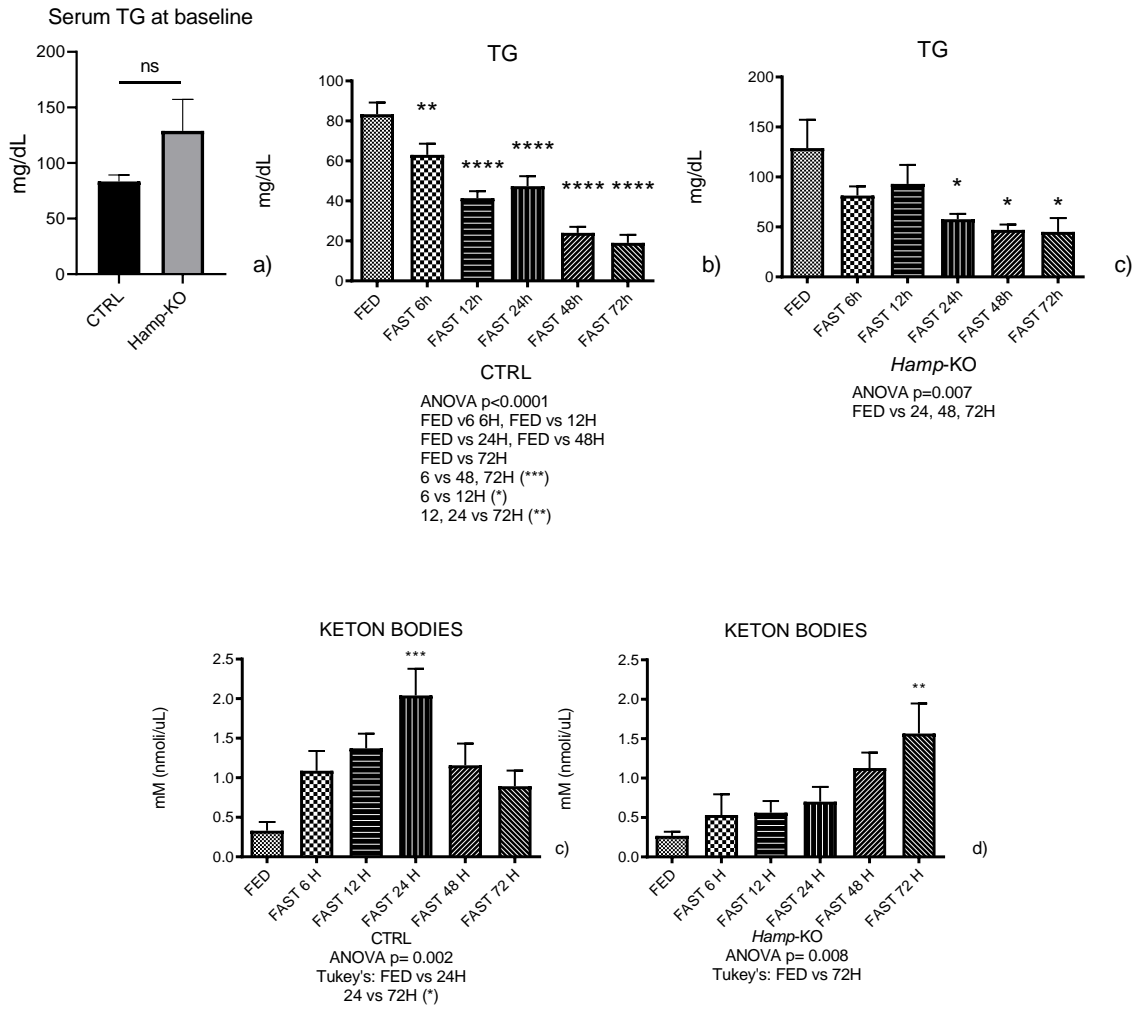 Serum TG at baseline
200
150
100
50
0
mg/dL
ns
CTRL
Hamp-KO
a)
TG
100
80
60
40
20
0
mg/dL
**
****
****
****
****
FED
FAST 6h
FAST 12h
FAST 24h
FAST 48h
FAST 72h
b)
CTRL
ANOVA p<0.0001
FED v6 6H, FED vs 12H
FED vs 24H, FED vs 48H
FED vs 72H
6 vs 48, 72H (***)
6 vs 12H (*)
12, 24 vs 72H (**)
TG
200
150
100
50
0
mg/dL
*
*
*
FED
FAST 6h
FAST 12h
FAST 24h
FAST 48h
FAST 72h
c)
Hamp-KO
ANOVA p=0.007
FED vs 24, 48, 72H
KETON BODIES
2.5
2.0
1.5
1.0
0.5
0.0
mM (nmoli/uL)
***
FED
FAST 6 H
FAST 12 H
FAST 24 H
FAST 48 H
FAST 72 H
c)
CTRL
ANOVA p= 0.002
Tukey's: FED vs 24H
24 vs 72H (*)
KETON BODIES
2.5
2.0
1.5
1.0
0.5
0.0
mM (nmoli/uL)
**
FED
FAST 6 H
FAST 12 H
FAST 24 H
FAST 48 H
FAST 72 H
d)
Hamp-KO
ANOVA p= 0.008
Tukey's: FED vs 72H